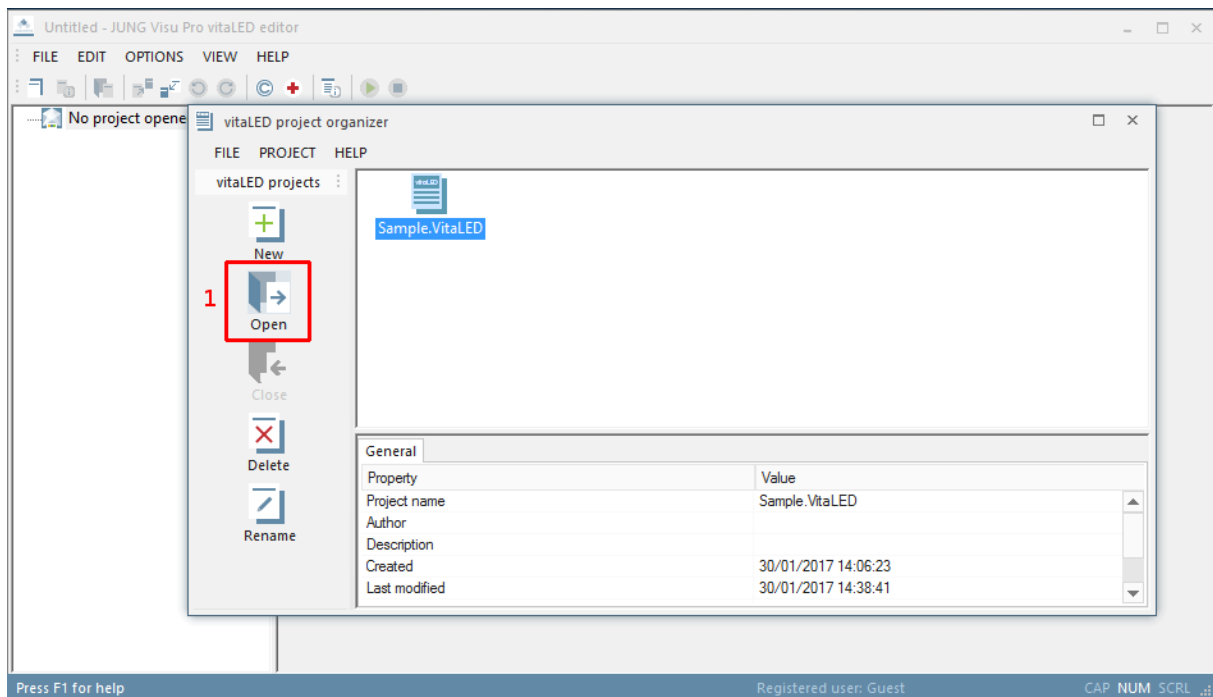 Untitled - JUNG Visu Pro vitaLED editor
FILE EDIT OPTIONS VIEW HELP
No project opene
vitaLED project organizer
FILE PROJECT HELP
vitaLED projects
New
1
Open
Close
Delete
Rename
vitaLED
Sample.VitaLED
General
Property Value
Project name Sample.VitaLED
Author
Description
Created 30/01/2017 14:06:23
Last modified 30/01/2017 14:38:41
Press F1 for help Registered user: Guest CAP NUM SCRL